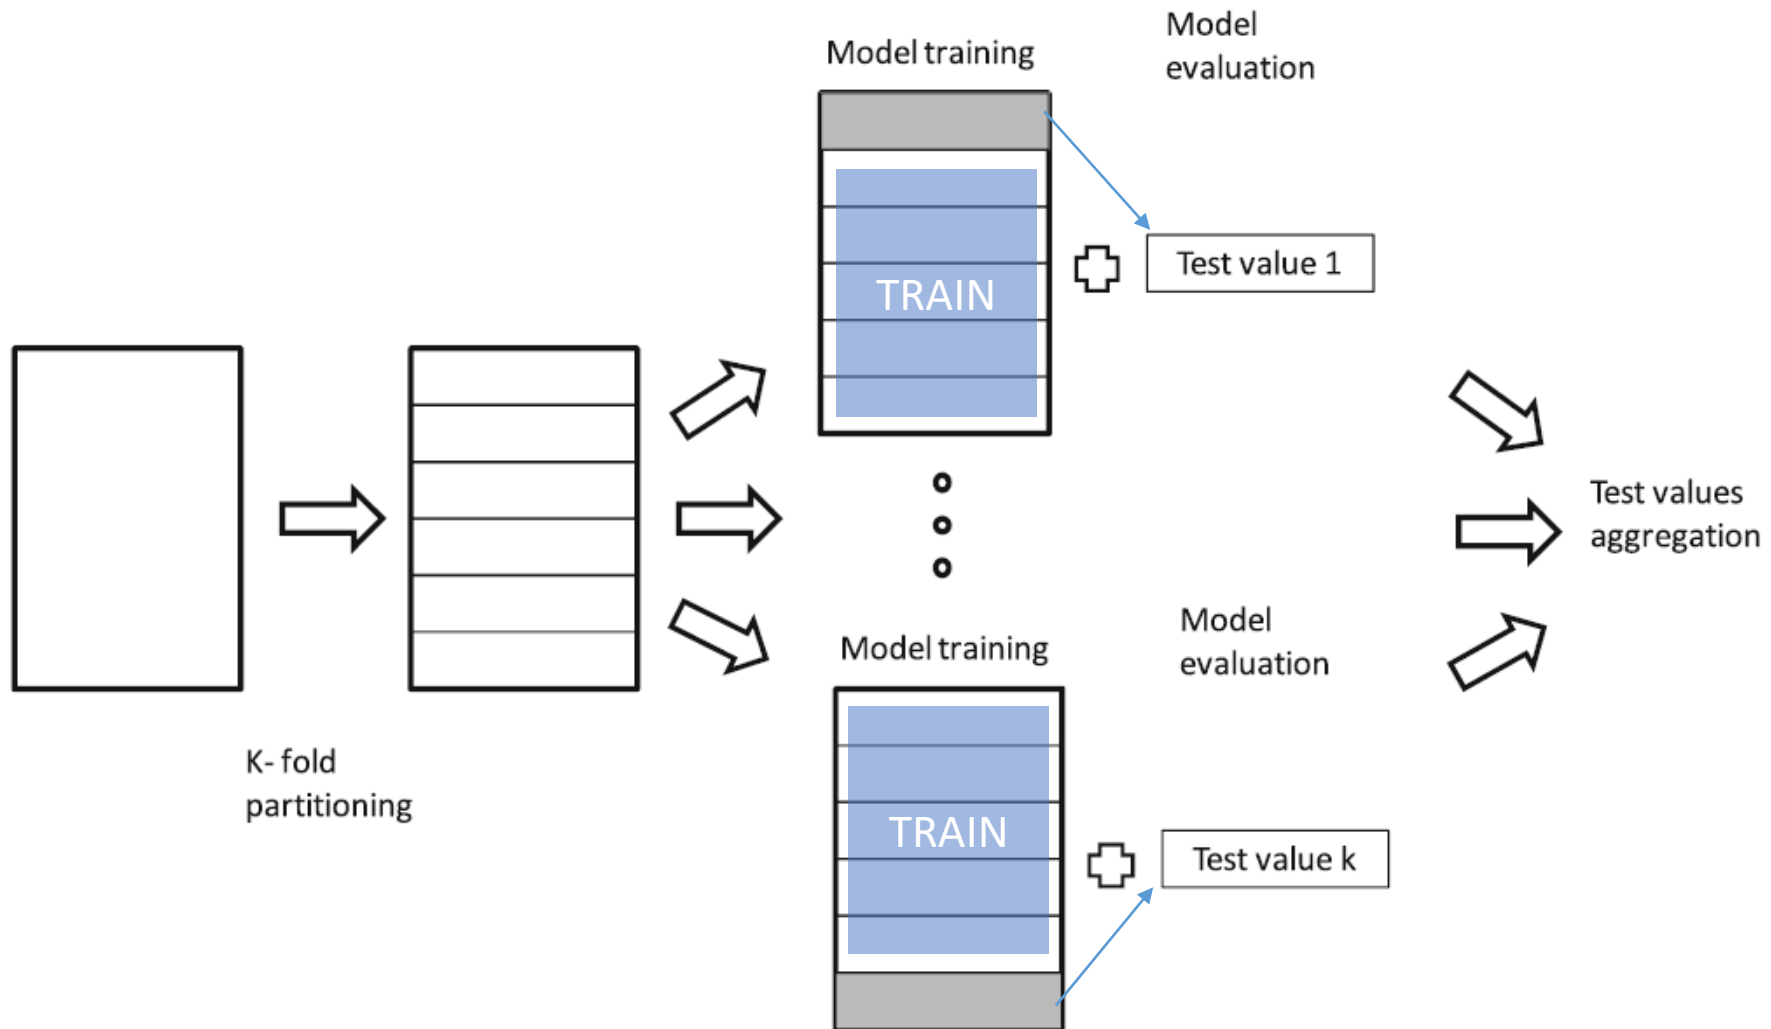 Model training
Model
evaluation
TRAIN
Test value 1
Test values
aggregation
K- fold
partitioning
Model training
Model
evaluation
TRAIN
Test value k